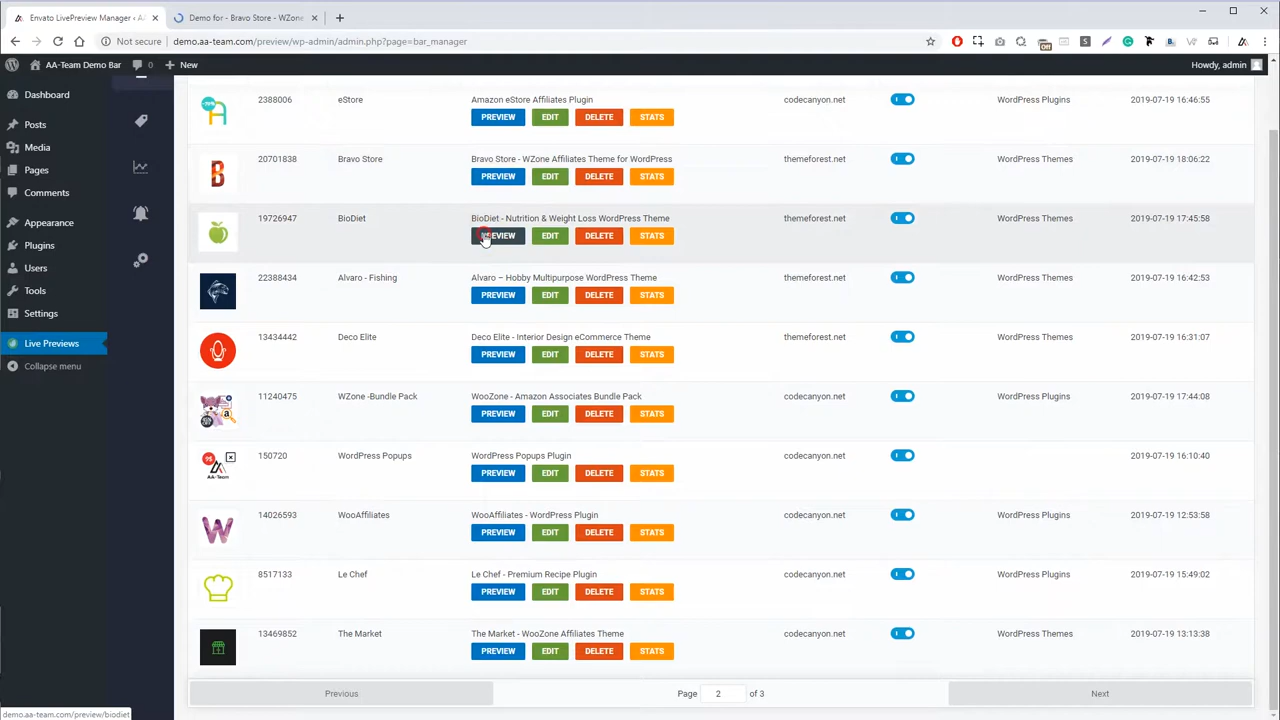 Envato LivePreview Manager ‹ AA
Demo for - Bravo Store - WZone
Not secure
demo.aa-team.com/preview/wp-admin/admin.php?page=bar_manager
AA-Team Demo Bar
0
New
Howdy, admin
Dashboard
Posts
Media
Pages
Comments
Appearance
Plugins
Users
Tools
Settings
Live Previews
Collapse menu
2388006 eStore Amazon eStore Affiliates Plugin codecanyon.net WordPress Plugins 2019-07-19 16:46:55
PREVIEW EDIT DELETE STATS
20701838 Bravo Store Bravo Store - WZone Affiliates Theme for WordPress themeforest.net WordPress Themes 2019-07-19 18:06:22
PREVIEW EDIT DELETE STATS
19726947 BioDiet BioDiet - Nutrition & Weight Loss WordPress Theme themeforest.net WordPress Themes 2019-07-19 17:45:58
EDIT DELETE STATS
22388434 Alvaro - Fishing Alvaro – Hobby Multipurpose WordPress Theme themeforest.net WordPress Themes 2019-07-19 16:42:53
PREVIEW EDIT DELETE STATS
13434442 Deco Elite Deco Elite - Interior Design eCommerce Theme themeforest.net WordPress Themes 2019-07-19 16:31:07
PREVIEW EDIT DELETE STATS
11240475 WZone -Bundle Pack WooZone - Amazon Associates Bundle Pack codecanyon.net WordPress Plugins 2019-07-19 17:44:08
PREVIEW EDIT DELETE STATS
150720 WordPress Popups WordPress Popups Plugin codecanyon.net 2019-07-19 16:10:40
AA-Team
PREVIEW EDIT DELETE STATS
14026593 WooAffiliates WooAffiliates - WordPress Plugin codecanyon.net WordPress Plugins 2019-07-19 12:53:58
PREVIEW EDIT DELETE STATS
8517133 Le Chef Le Chef - Premium Recipe Plugin codecanyon.net WordPress Plugins 2019-07-19 15:49:02
PREVIEW EDIT DELETE STATS
13469852 The Market The Market - WooZone Affiliates Theme codecanyon.net WordPress Themes 2019-07-19 13:13:38
PREVIEW EDIT DELETE STATS
Previous Page 2 of 3 Next
demo.aa-team.com/preview/biodiet